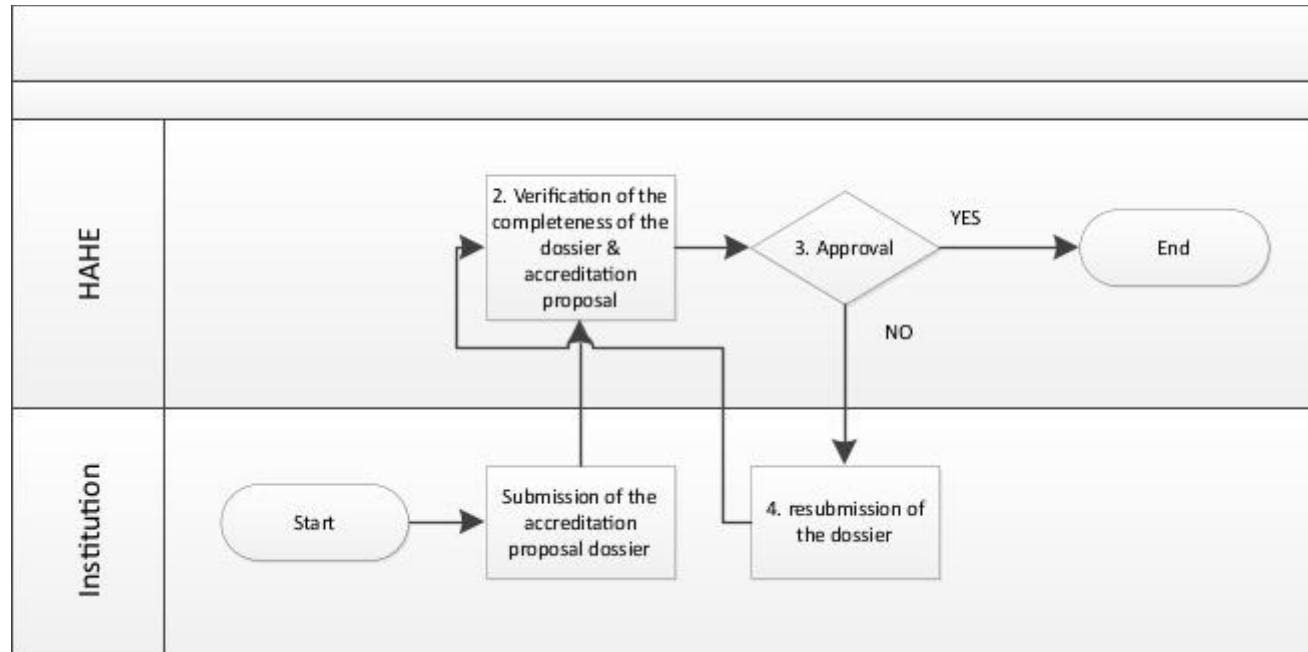 HAHE
2. Verification of the
completeness of the
dossier &
accreditation
proposal
3. Approval
YES
End
NO
Institution
Start
Submission of the
accreditation
proposal dossier
4. resubmission of
the dossier